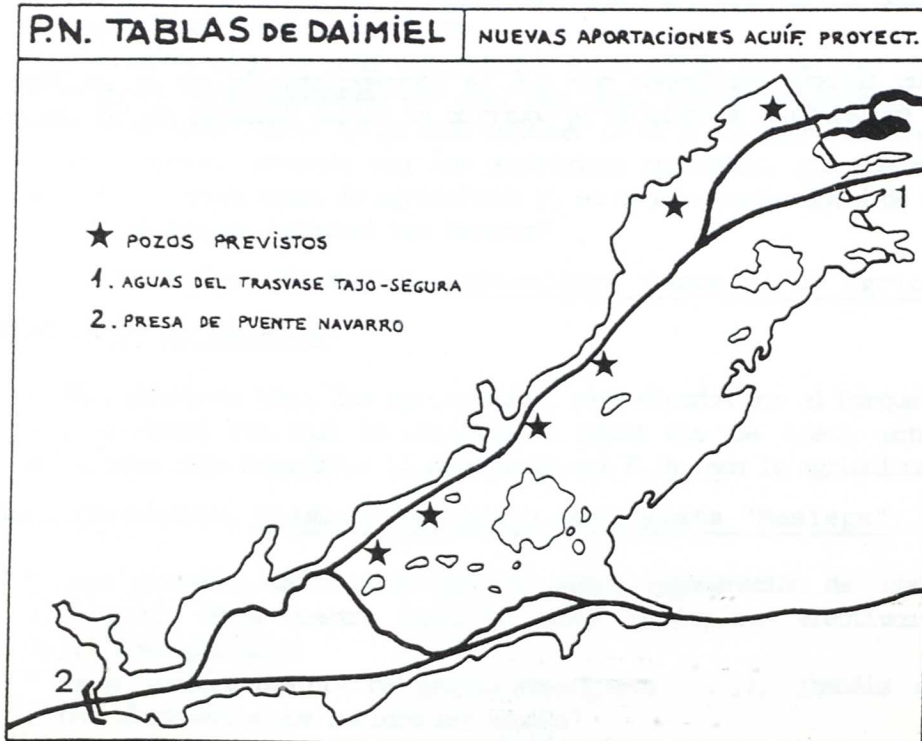 P.N. TABLAS DE DAIMIEL
NUEVAS APORTACIONES ACUÍF. PROYECT.
POZOS PREVISTOS
1. AGUAS DEL TRASVASE TAJO-SEGURA
2. PRESA DE PUENTE NAVARRO
1
2